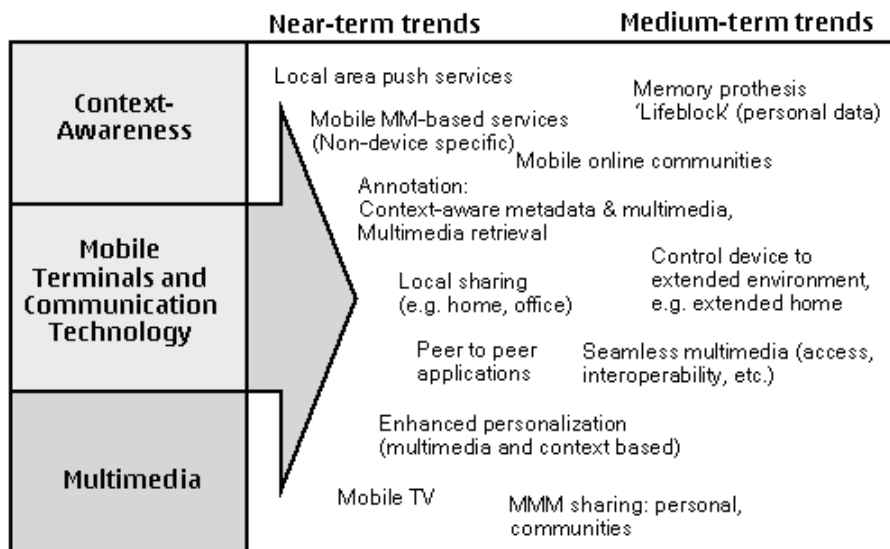 Near-term trends
Medium-term trends
Context-
Awareness
Local area push services
Memory prothesis
'Lifeblock' (personal data)
Mobile MM-based services
(Non-device specific)
Mobile online communities
Annotation:
Context-aware metadata & multimedia,
Multimedia retrieval
Mobile
Terminals and
Communication
Technology
Local sharing
(e.g. home, office)
Control device to
extended environment,
e.g. extended home
Peer to peer
applications
Seamless multimedia (access,
interoperability, etc.)
Multimedia
Enhanced personalization
(multimedia and context based)
Mobile TV
MMM sharing: personal,
communities